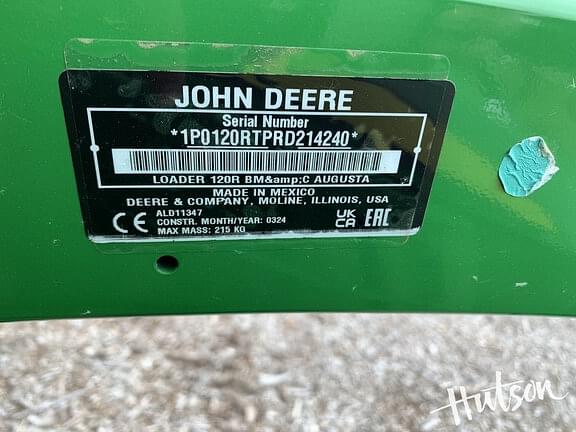 JOHN DEERE
Serial Number
*1P0120RTPRD214240*
LOADER 120R BM&amp;C AUGUSTA
MADE IN MEXICO
DEERE & COMPANY, MOLINE, ILLINOIS, USA
ALD11347
CONSTR. MONTH/YEAR: 0324
MAX MASS: 215 KG
CE
UK
CA
EAC
Hutson